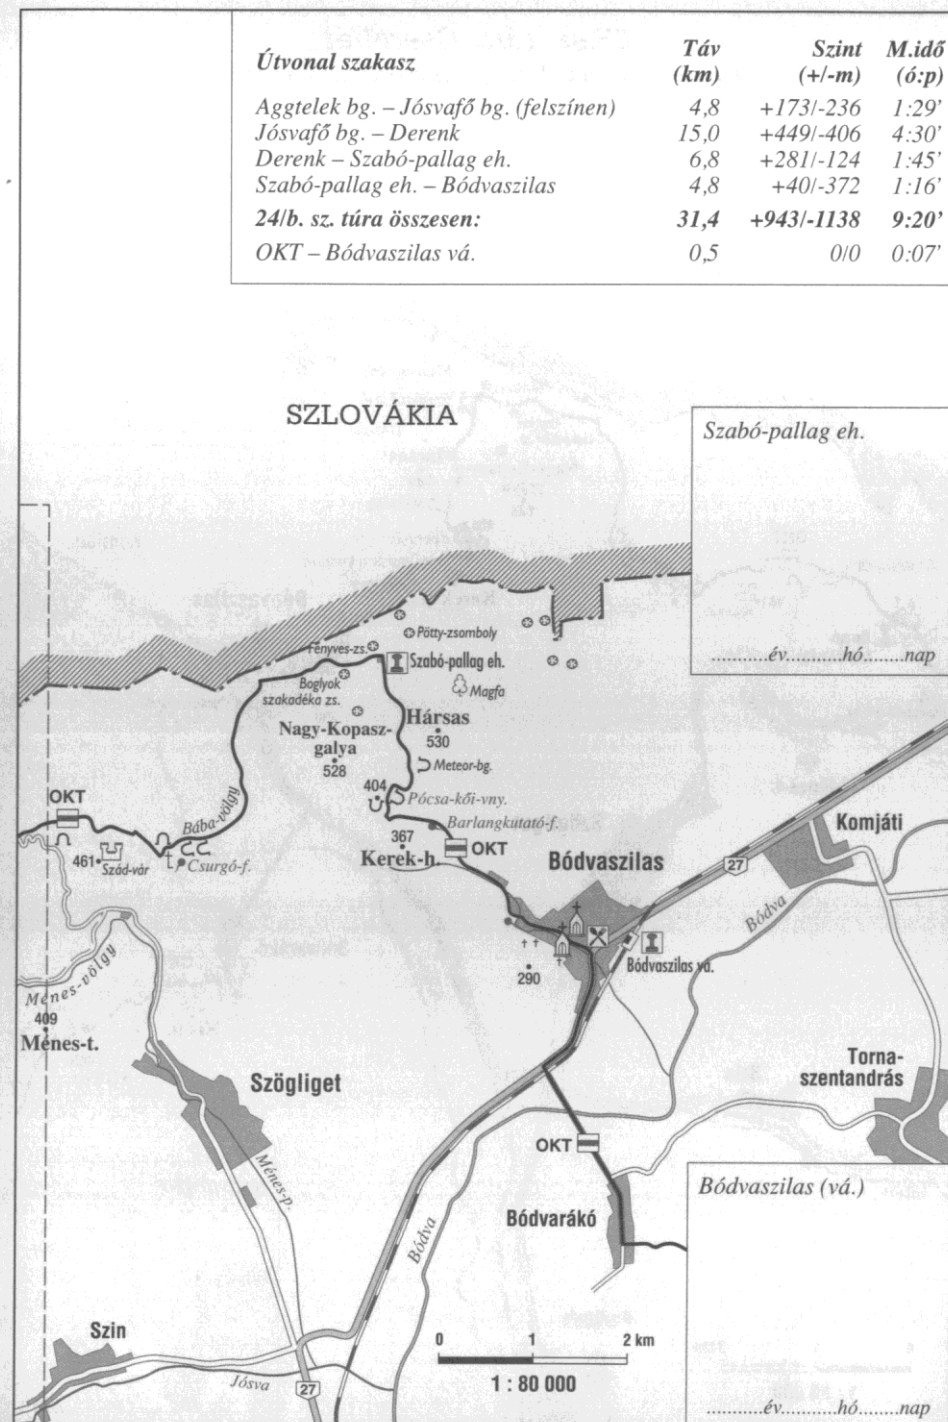 Útvonal szakasz Táv (km) Szint (+/-m) M.idő (ó:p)
Aggtelek bg. – Jósvafő bg. (felszínen) 4,8 +173/-236 1:29'
Jósvafő bg. – Derenk 15,0 +449/-406 4:30'
Derenk – Szabó-pallag eh. 6,8 +281/-124 1:45'
Szabó-pallag eh. – Bódvaszilas 4,8 +40/-372 1:16'
24/b. sz. túra összesen: 31,4 +943/-1138 9:20'
OKT – Bódvaszilas vá. 0,5 0/0 0:07'
SZLOVÁKIA
Szabó-pallag eh.
...........év...........hó........nap
Pötty-zsomboly
Fényves-zs.
Szabó-pallag eh.
Boglyok
szakadéka zs.
Magfa
Hársas
530
Nagy-Kopasz-
galya
528
Meteor-bg.
404
Pócsa-kői-vny.
OKT
Bába-völgy
Barlangkutató-f.
Komjáti
367
Kerek-h.
OKT
Bódvaszilas
27
461
Szád-vár
Csurgó-f.
Bódva
Bódvaszilas vá.
290
Ménes-völgy
409
Ménes-t.
Szögliget
Torna-
szentandrás
OKT
Ménes-p.
Bódvarákó
Bódva
Bódvaszilas (vá.)
Szin
0 1 2 km
1 : 80 000
Jósva
27
...........év...........hó........nap